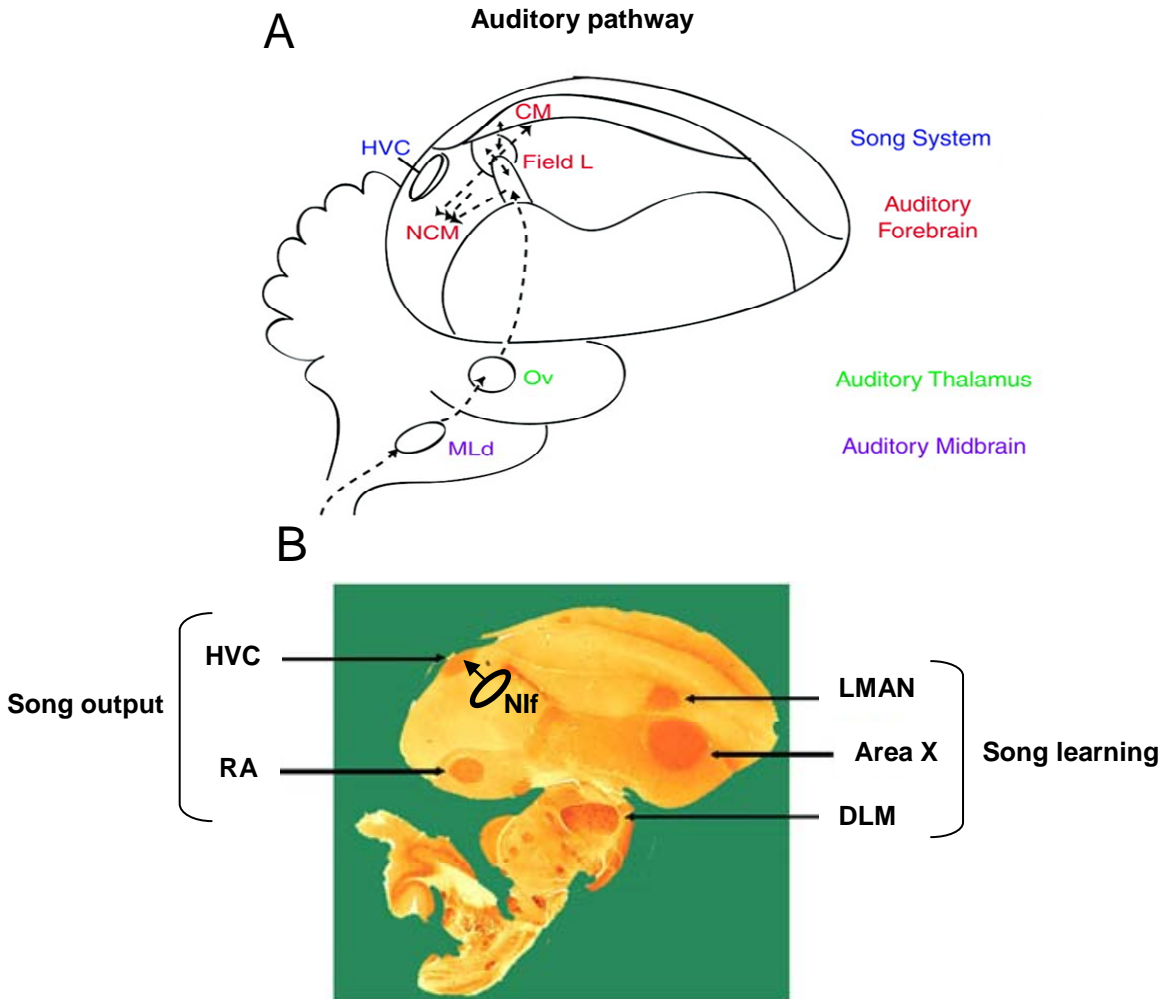 Auditory pathway
A
CM
HVC
Field L
NCM
Song System
Auditory
Forebrain
Ov
Auditory Thalamus
MLd
Auditory Midbrain
B
HVC
NIf
LMAN
Song output
Area X
Song learning
RA
DLM